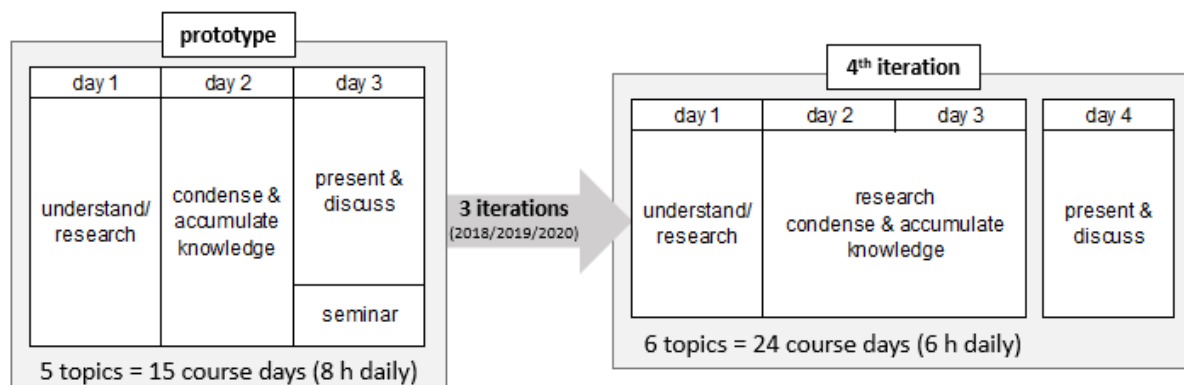 prototype
day 1
day 2
day 3
understand/
research
condense &
accumulate
knowledge
present &
discuss
seminar
5 topics = 15 course days (8 h daily)
3 iterations
(2018/2019/2020)
4th iteration
day 1
day 2
day 3
day 4
understand/
research
research
condense & accumulate
knowledge
present &
discuss
6 topics = 24 course days (6 h daily)